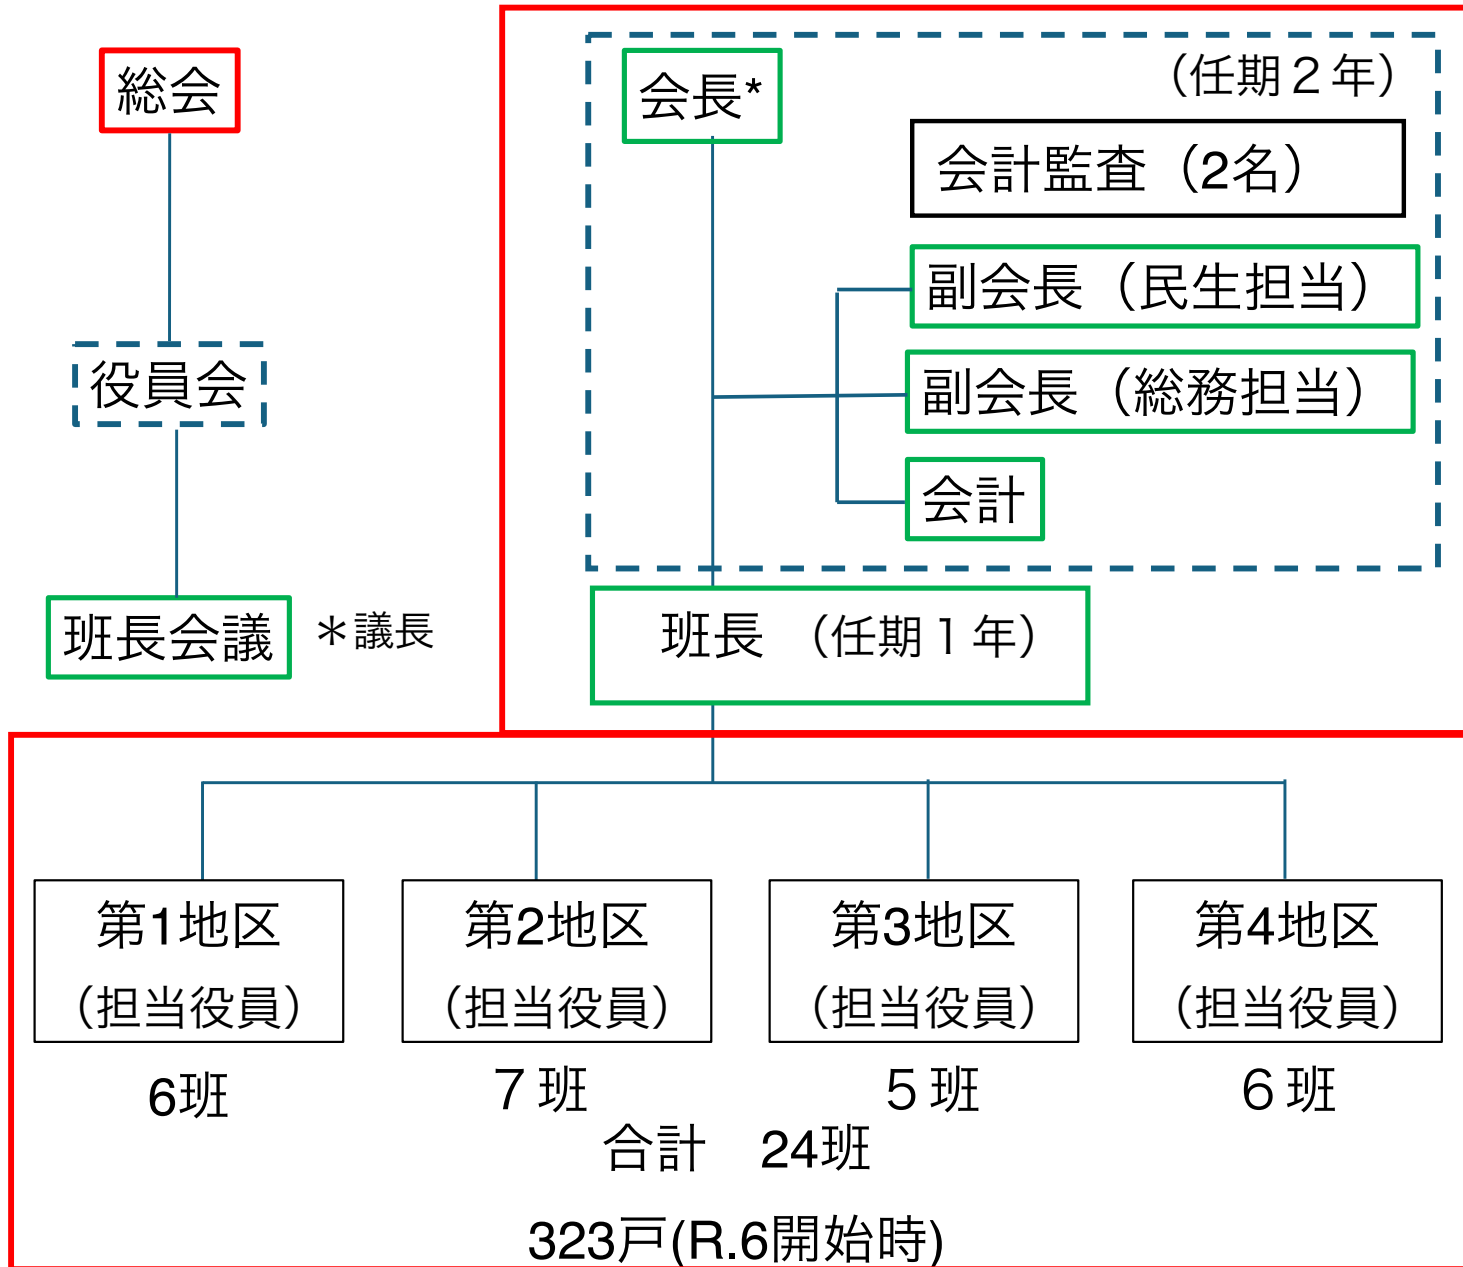 総会
役員会
班長会議
＊議長
会長*
（任期２年）
会計監査（2名）
副会長（民生担当）
副会長（総務担当）
会計
班長　（任期１年）
第1地区
（担当役員）
6班
第2地区
（担当役員）
７班
第3地区
（担当役員）
５班
第4地区
（担当役員）
６班
合計　24班
323戸(R.6開始時)